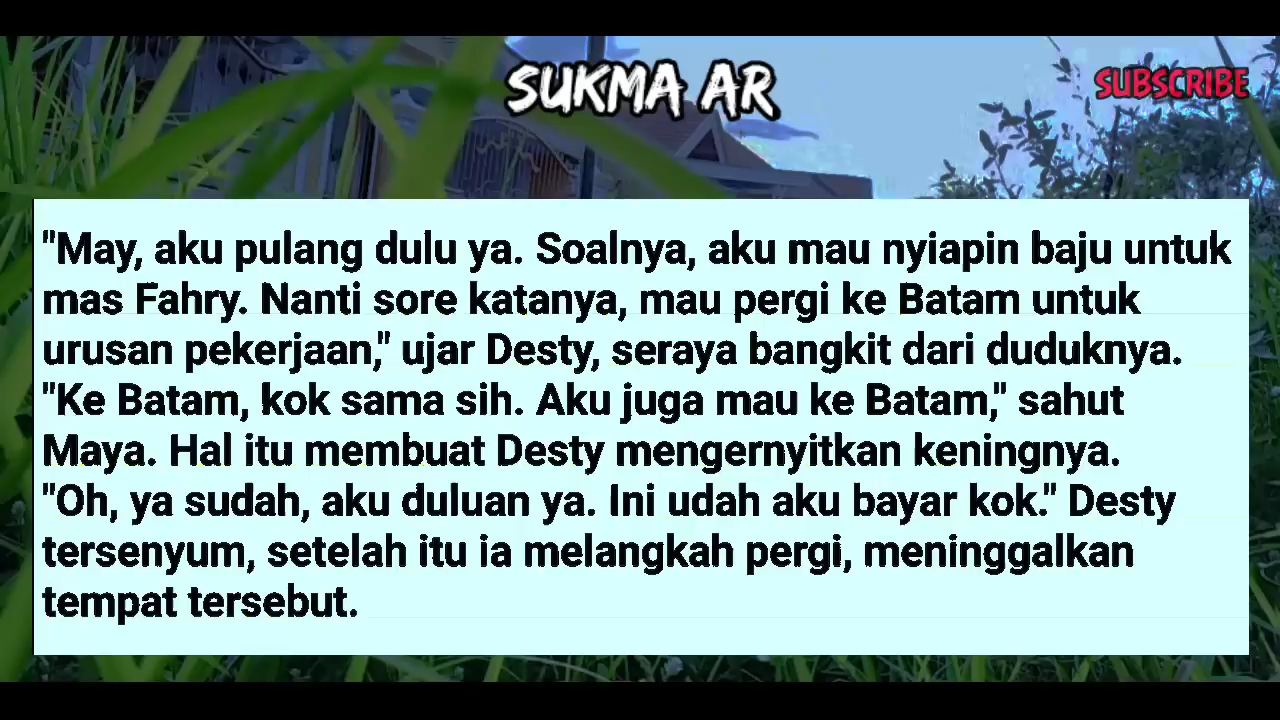 SUKMA AR
SUBSCRIBE
"May, aku pulang dulu ya. Soalnya, aku mau nyiapin baju untuk
mas Fahry. Nanti sore katanya, mau pergi ke Batam untuk
urusan pekerjaan," ujar Desty, seraya bangkit dari duduknya.
"Ke Batam, kok sama sih. Aku juga mau ke Batam," sahut
Maya. Hal itu membuat Desty mengernyitkan keningnya.
"Oh, ya sudah, aku duluan ya. Ini udah aku bayar kok." Desty
tersenyum, setelah itu ia melangkah pergi, meninggalkan
tempat tersebut.